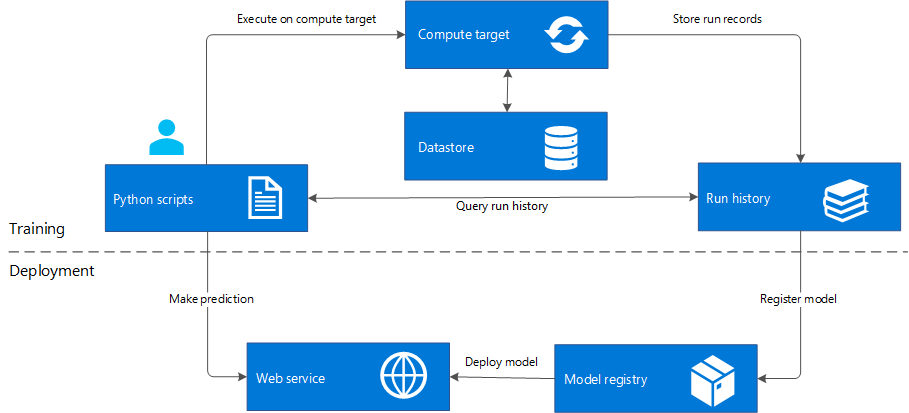 Execute on compute target
Store run records
Compute target
Datastore
Python scripts
Query run history
Run history
Training
Deployment
Make prediction
Register model
Deploy model
Web service
Model registry